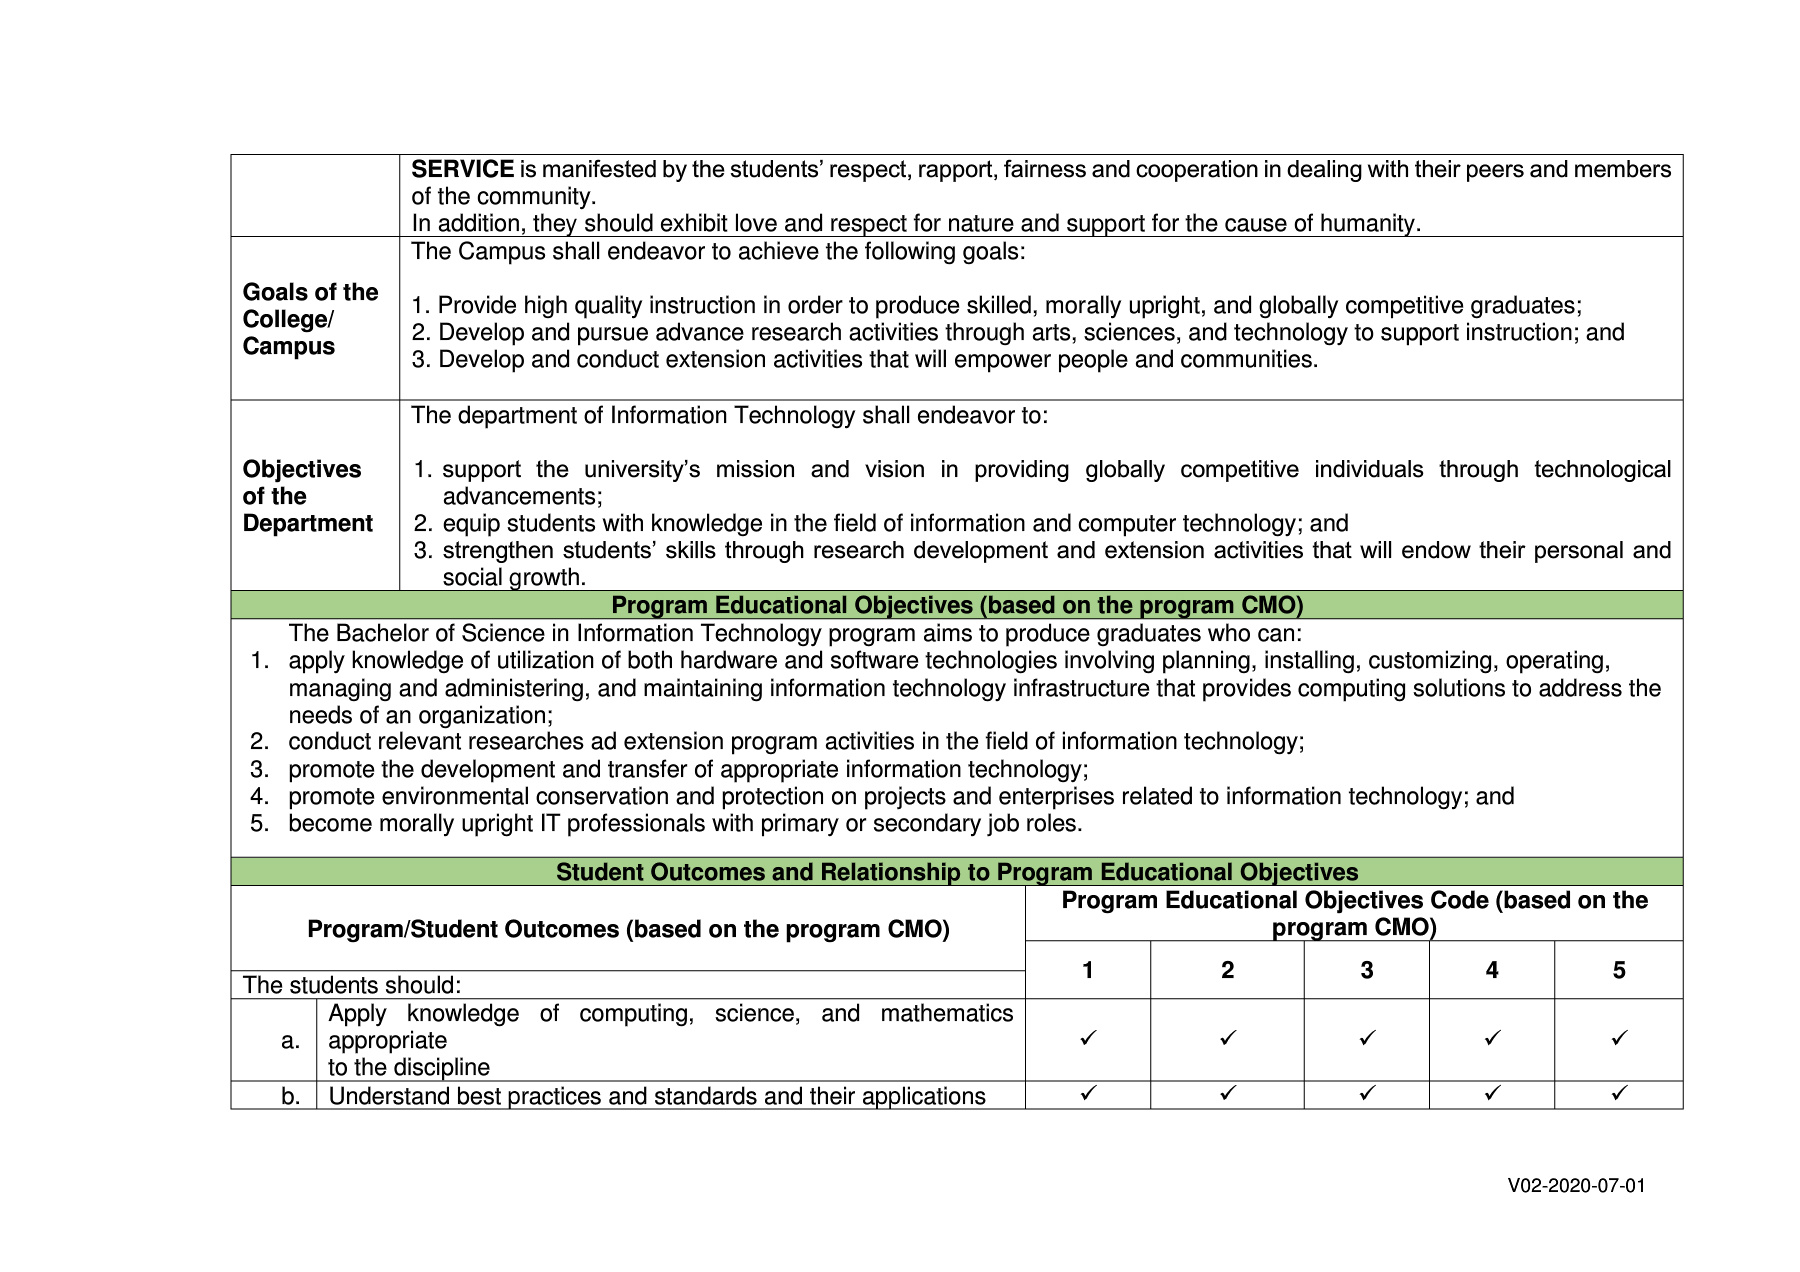 SERVICE is manifested by the students’ respect, rapport, fairness and cooperation in dealing with their peers and members
of the community.
In addition, they should exhibit love and respect for nature and support for the cause of humanity.
Goals of the
College/
Campus
The Campus shall endeavor to achieve the following goals:
1. Provide high quality instruction in order to produce skilled, morally upright, and globally competitive graduates;
2. Develop and pursue advance research activities through arts, sciences, and technology to support instruction; and
3. Develop and conduct extension activities that will empower people and communities.
Objectives
of the
Department
The department of Information Technology shall endeavor to:
1. support the university’s mission and vision in providing globally competitive individuals through technological
advancements;
2. equip students with knowledge in the field of information and computer technology; and
3. strengthen students’ skills through research development and extension activities that will endow their personal and
social growth.
Program Educational Objectives (based on the program CMO)
The Bachelor of Science in Information Technology program aims to produce graduates who can:
1. apply knowledge of utilization of both hardware and software technologies involving planning, installing, customizing, operating,
managing and administering, and maintaining information technology infrastructure that provides computing solutions to address the
needs of an organization;
2. conduct relevant researches ad extension program activities in the field of information technology;
3. promote the development and transfer of appropriate information technology;
4. promote environmental conservation and protection on projects and enterprises related to information technology; and
5. become morally upright IT professionals with primary or secondary job roles.
Student Outcomes and Relationship to Program Educational Objectives
Program/Student Outcomes (based on the program CMO)
Program Educational Objectives Code (based on the
program CMO)
1 2 3 4 5
The students should:
a. Apply knowledge of computing, science, and mathematics
appropriate
to the discipline
✓ ✓ ✓ ✓ ✓
b. Understand best practices and standards and their applications ✓ ✓ ✓ ✓ ✓
V02-2020-07-01